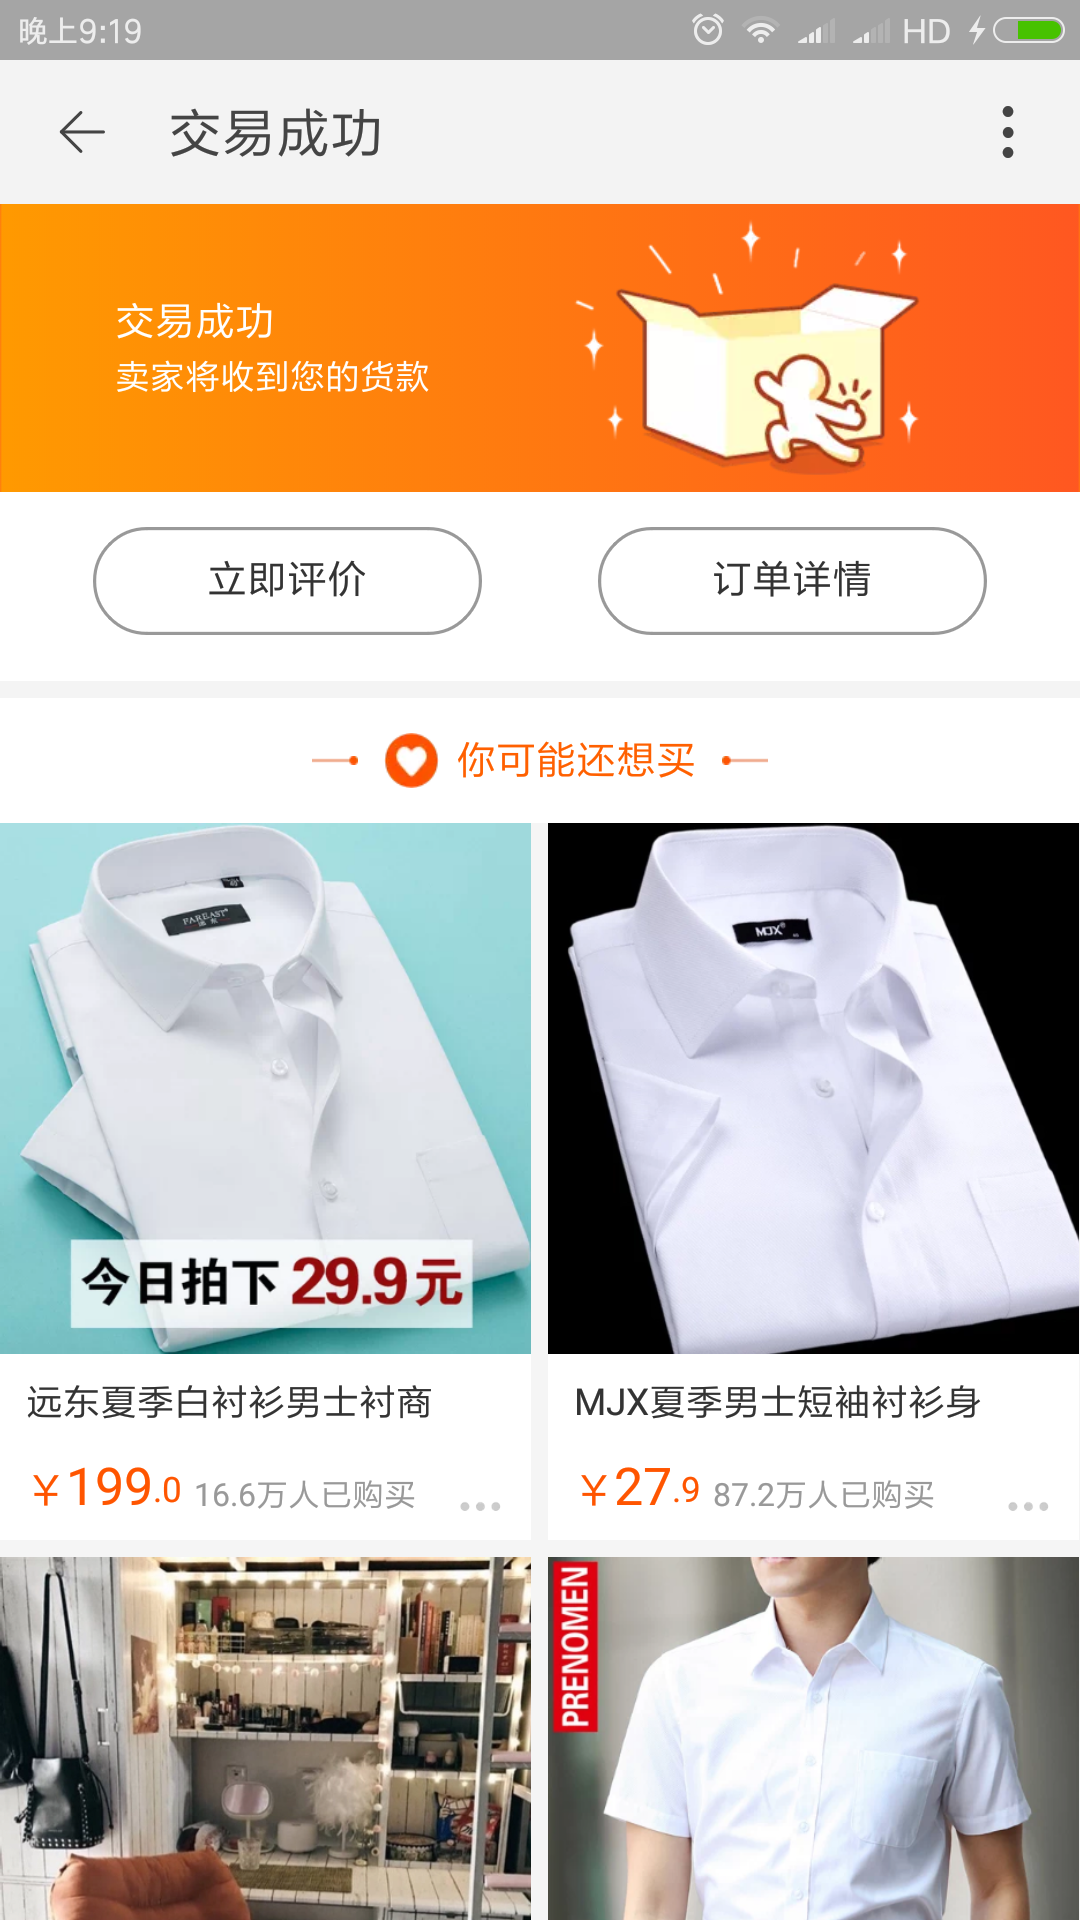 晚上9:19
HD
交易成功
交易成功
卖家将收到您的货款
立即评价
订单详情
你可能还想买
FAREAST
远东
MJX
今日拍下29.9元
远东夏季白衬衫男士衬商
MJX夏季男士短袖衬衫身
￥199.0 16.6万人已购买
￥27.9 87.2万人已购买
PRENOMEN